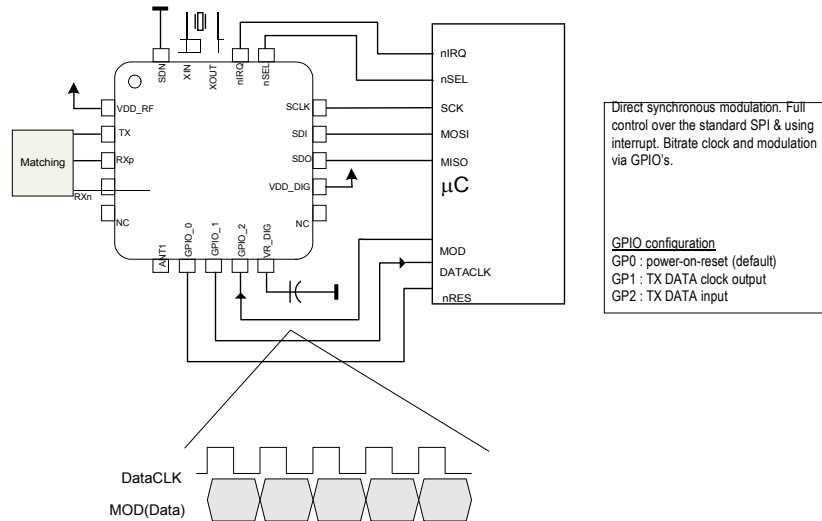 SDN
XIN
XOUT
nIRQ
nSEL
VDD_RF
TX
RXp
RXn
NC
Matching
SCLK
SDI
SDO
VDD_DIG
NC
ANT1
GPIO_0
GPIO_1
GPIO_2
VR_DIG
nIRQ
nSEL
SCK
MOSI
MISO
µC
MOD
DATACLK
nRES
Direct synchronous modulation. Full
control over the standard SPI & using
interrupt. Bitrate clock and modulation
via GPIO's.
GPIO configuration
GP0 : power-on-reset (default)
GP1 : TX DATA clock output
GP2 : TX DATA input
DataCLK
MOD(Data)